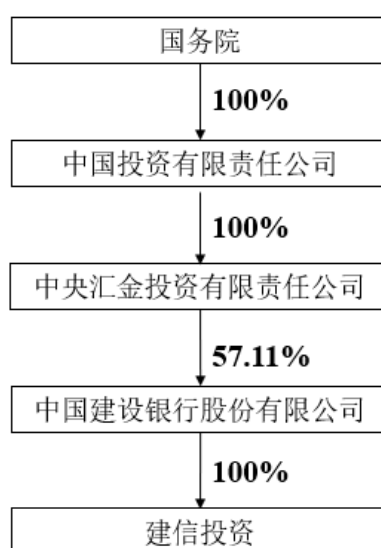 国务院
100%
中国投资有限责任公司
100%
中央汇金投资有限责任公司
57.11%
中国建设银行股份有限公司
100%
建信投资